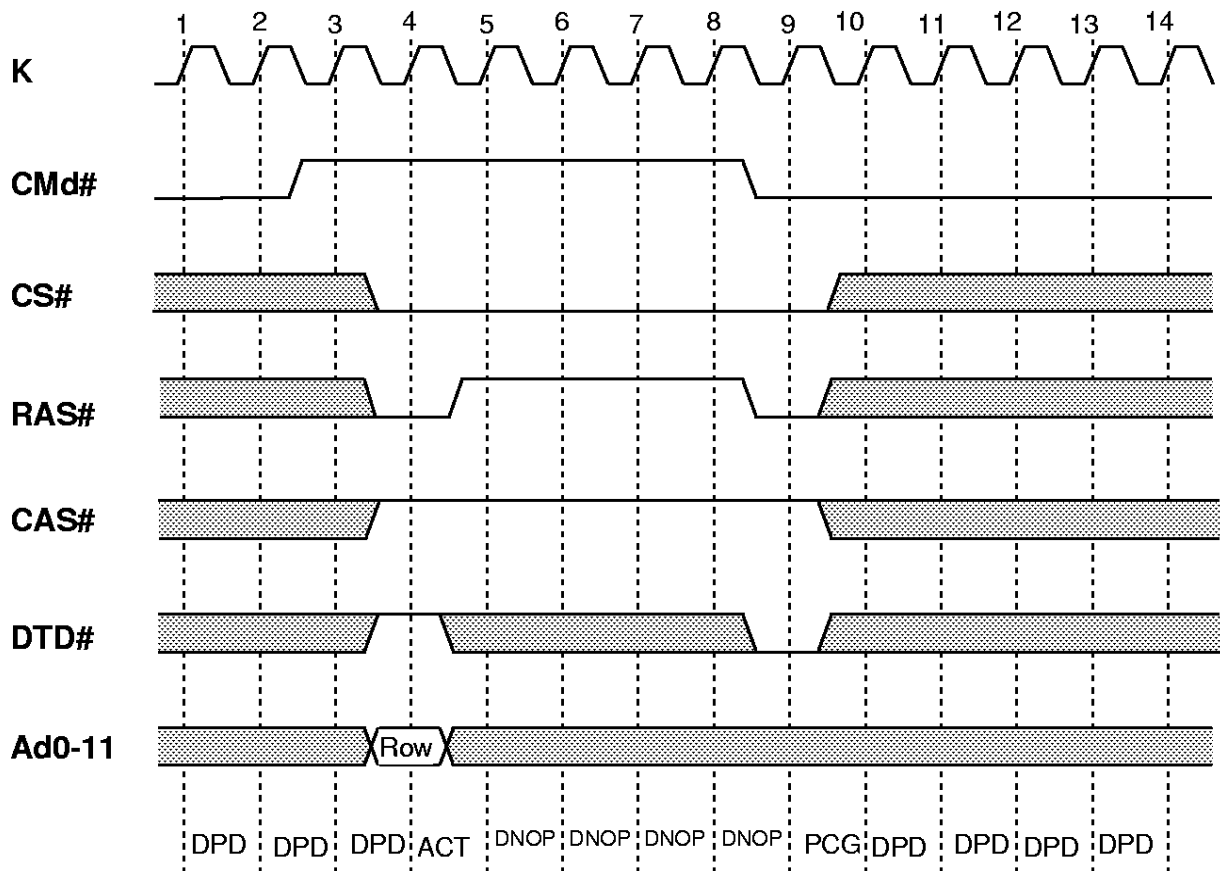 1 2 3 4 5 6 7 8 9 10 11 12 13 14
K
CMd#
CS#
RAS#
CAS#
DTD#
Ad0-11 Row
DPD DPD DPD ACT DNOP DNOP DNOP DNOP PCG DPD DPD DPD DPD